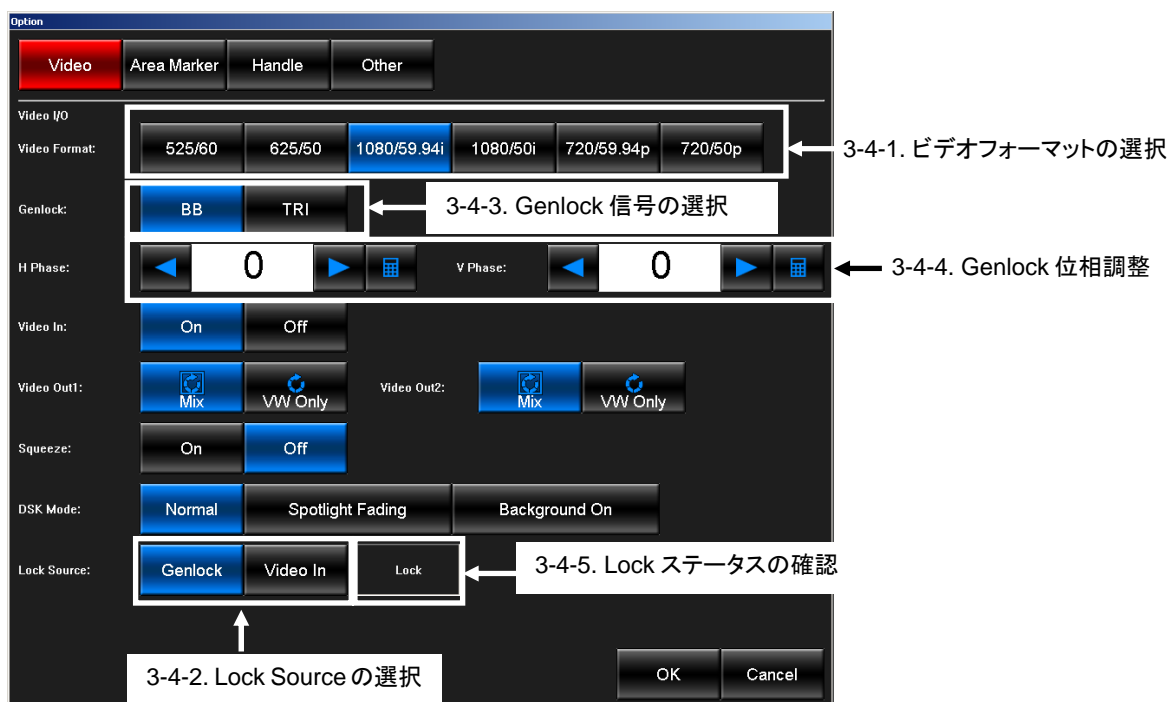 Option
Video Area Marker Handle Other
Video I/O
Video Format: 525/60 625/50 1080/59.94i 1080/50i 720/59.94p 720/50p
3-4-1. ビデオフォーマットの選択
Genlock: BB TRI
3-4-3. Genlock 信号の選択
H Phase: 0 V Phase: 0
3-4-4. Genlock 位相調整
Video In: On Off
Video Out1: Mix VW Only Video Out2: Mix VW Only
Squeeze: On Off
DSK Mode: Normal Spotlight Fading Background On
Lock Source: Genlock Video In Lock
3-4-5. Lock ステータスの確認
3-4-2. Lock Source の選択
OK Cancel